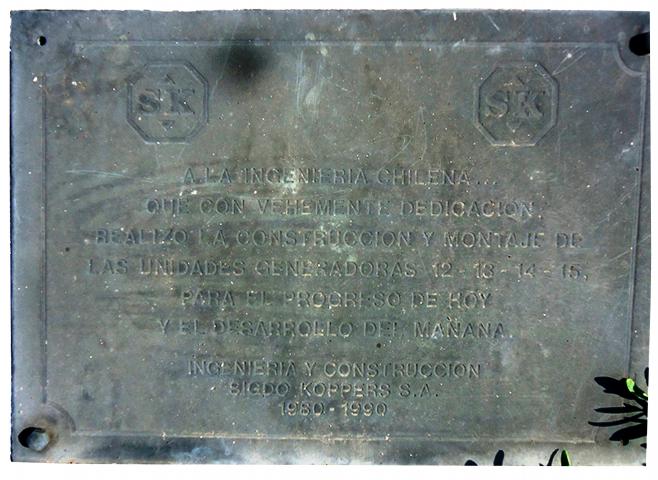 SK SK
A LA INGENIERIA CHILENA...
QUE CON VEHEMENTE DEDICACION,
REALIZO LA CONSTRUCCION Y MONTAJE DE
LAS UNIDADES GENERADORAS 12 - 13 - 14 - 15,
PARA EL PROGRESO DE HOY
Y EL DESARROLLO DEL MAÑANA.
INGENIERIA Y CONSTRUCCION
SIGDO KOPPERS S.A.
1980 - 1990